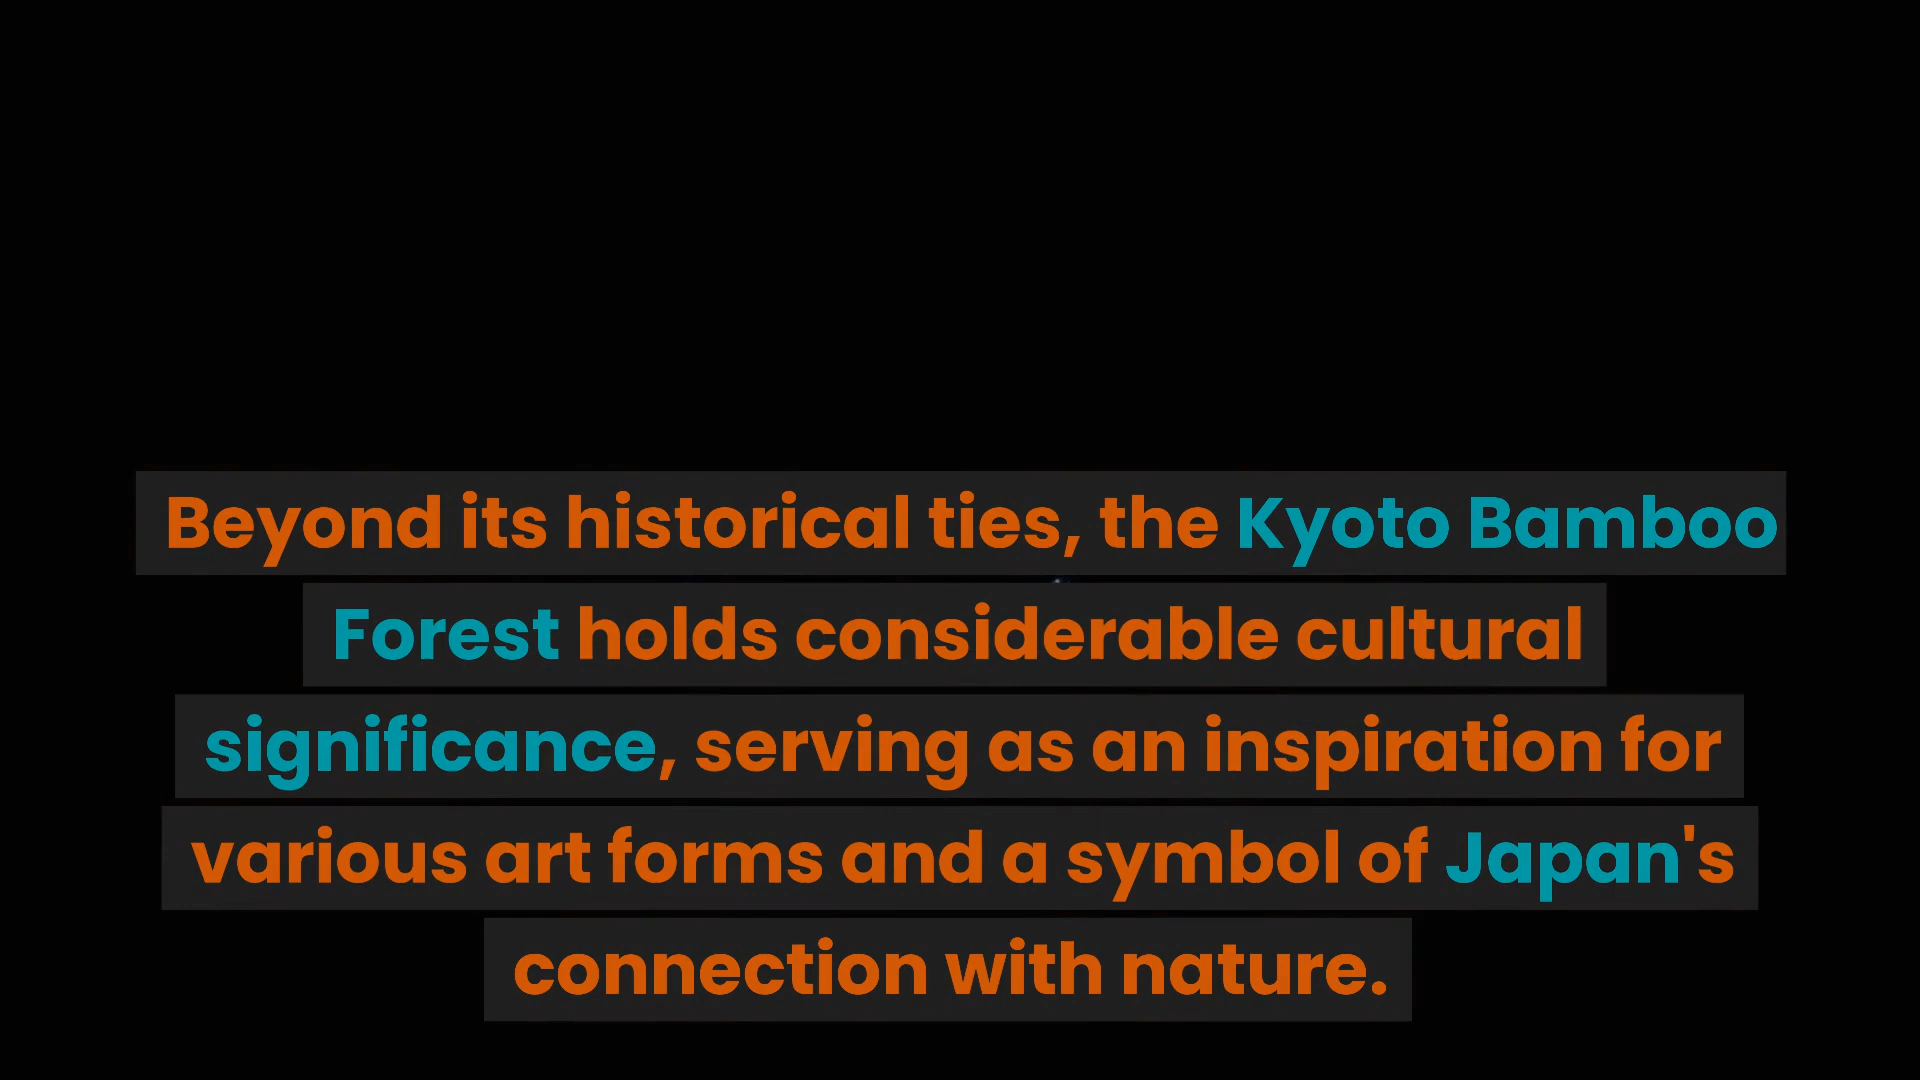 Beyond its historical ties, the Kyoto Bamboo
Forest holds considerable cultural
significance, serving as an inspiration for
various art forms and a symbol of Japan's
connection with nature.